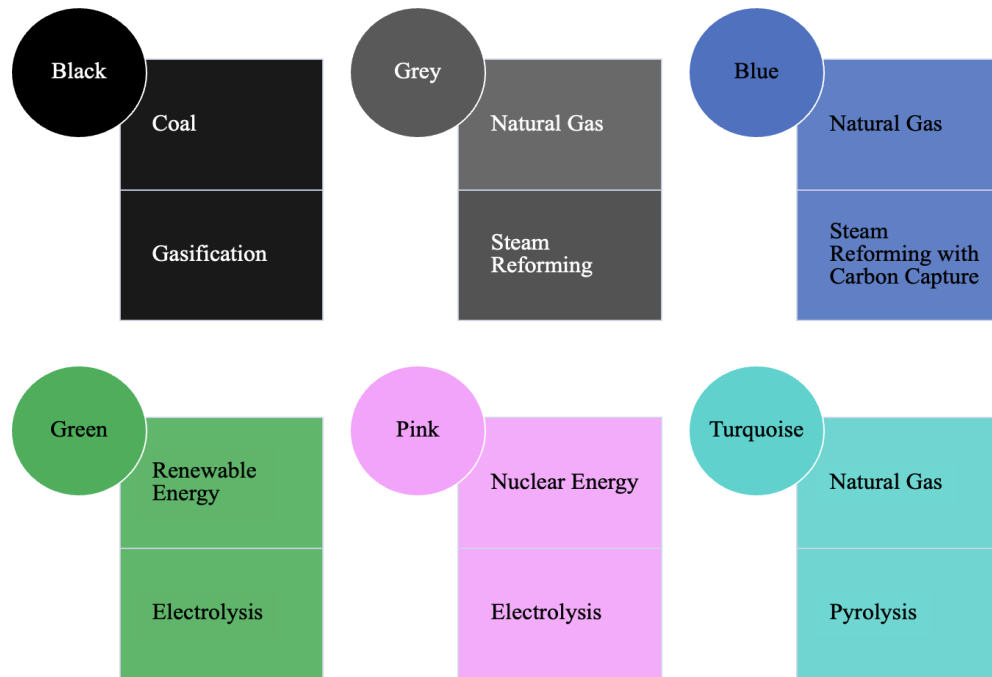 Black
Coal
Gasification
Grey
Natural Gas
Steam
Reforming
Blue
Natural Gas
Steam
Reforming with
Carbon Capture
Green
Renewable
Energy
Electrolysis
Pink
Nuclear Energy
Electrolysis
Turquoise
Natural Gas
Pyrolysis